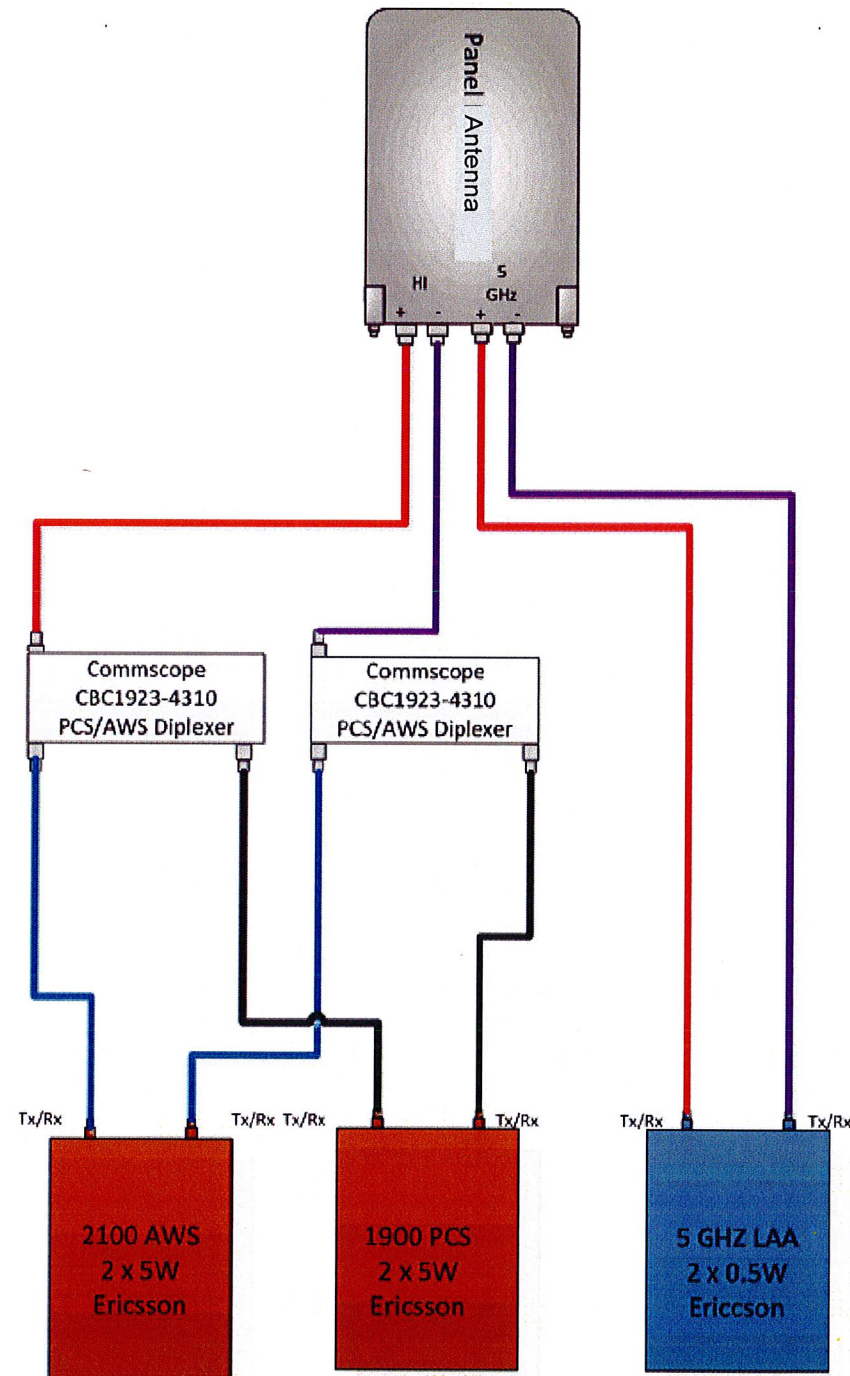 Panel Antenna
HI
5
GHz
+ - + -
Commscope
CBC1923-4310
PCS/AWS Diplexer
Commscope
CBC1923-4310
PCS/AWS Diplexer
Tx/Rx
Tx/Rx
Tx/Rx
Tx/Rx
Tx/Rx
Tx/Rx
2100 AWS
2 x 5W
Ericsson
1900 PCS
2 x 5W
Ericsson
5 GHZ LAA
2 x 0.5W
Ericcson